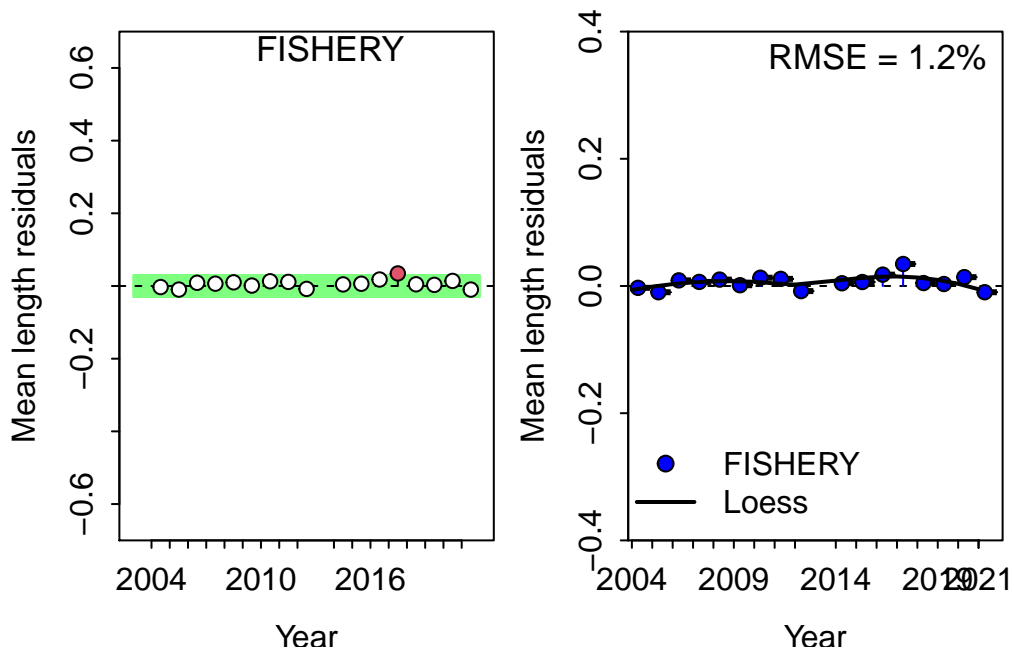 FISHERY
Mean length residuals
0.6
0.4
0.2
0.0
−0.2
−0.6
2004 2010 2016
Year
RMSE = 1.2%
Mean length residuals
0.4
0.2
0.0
−0.2
−0.4
FISHERY
Loess
2004 2009 2014 2019 2021
Year